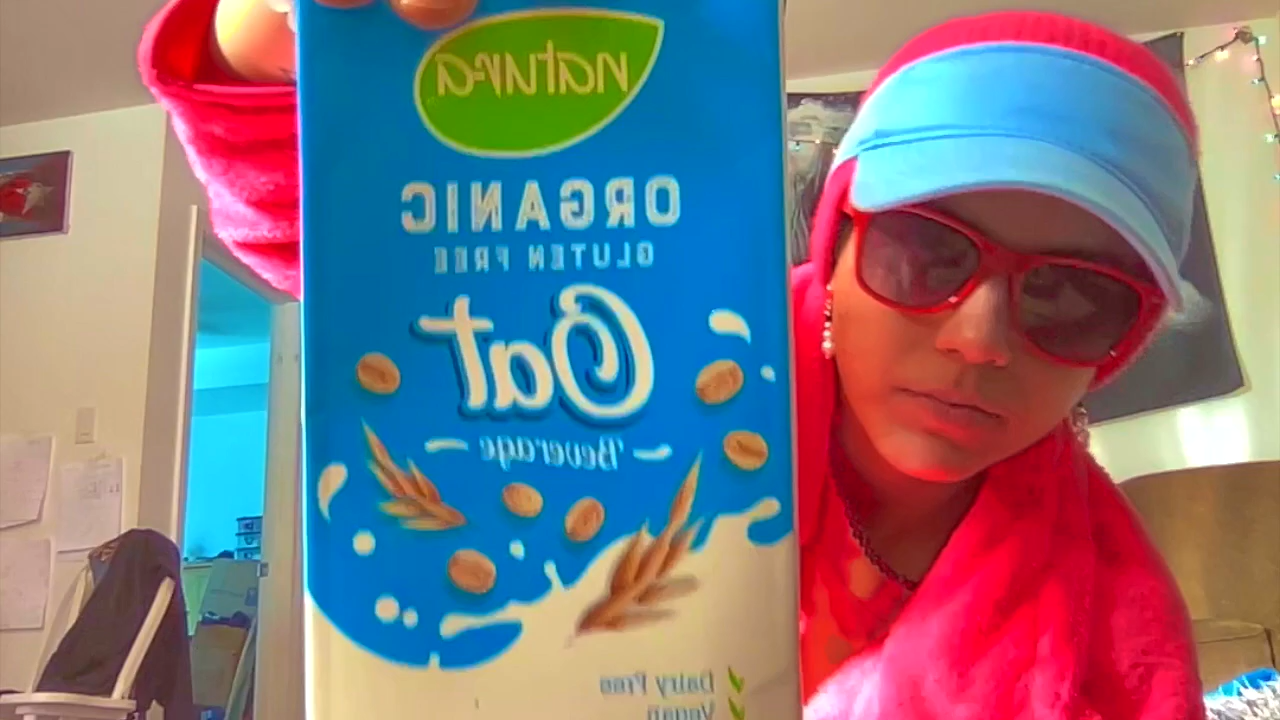 natur-a
ORGANIC
GLUTEN FREE
Oat
Beverage
Dairy Free
Vegan